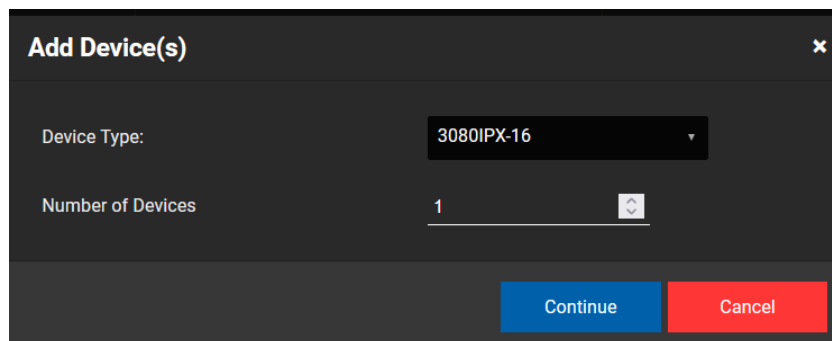 Add Device(s) ×
Device Type: 3080IPX-16
Number of Devices 1
Continue Cancel